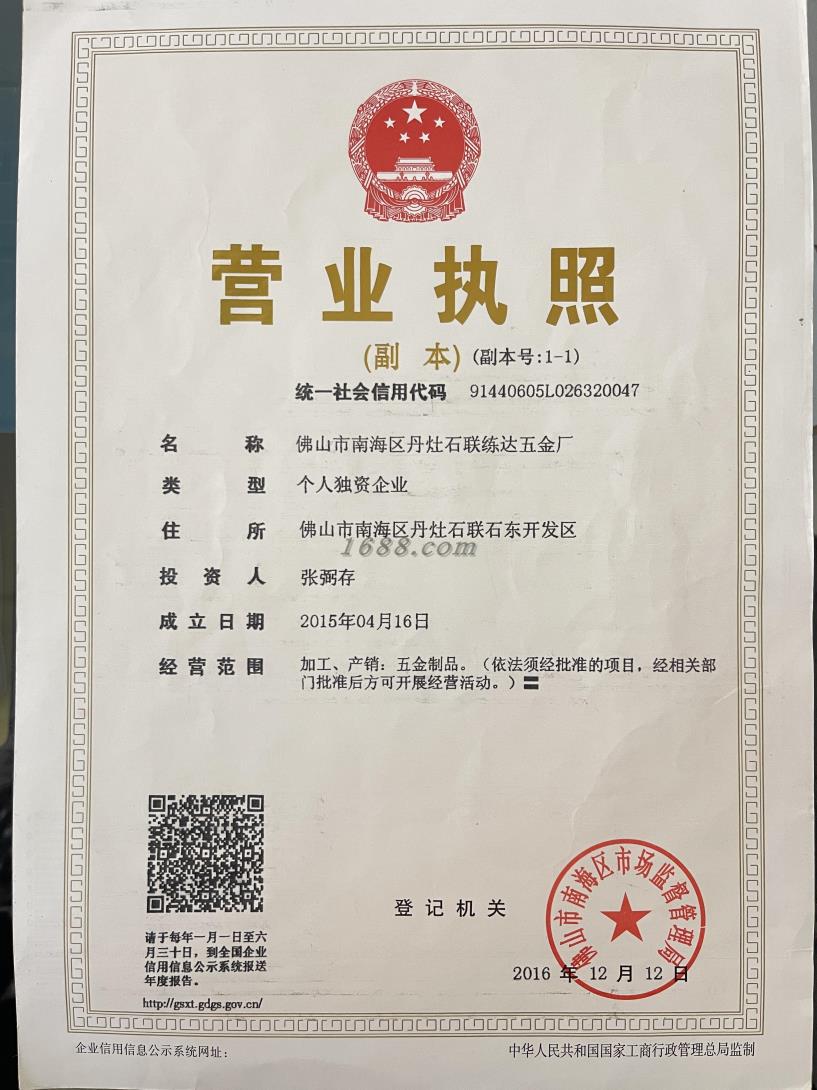 营业执照
(副 本) (副本号:1-1)
统一社会信用代码 91440605L026320047
名 称 佛山市南海区丹灶石联练达五金厂
类 型 个人独资企业
住 所 佛山市南海区丹灶石联石东开发区
1688.com
投 资 人 张弼存
成 立 日 期 2015年04月16日
经 营 范 围 加工、产销：五金制品。（依法须经批准的项目，经相关部
门批准后方可开展经营活动。）〓
登 记 机 关
佛山市南海区市场监督管理局
2016 年 12 月 12 日
请于每年一月一日至六
月三十日，到全国企业
信用信息公示系统报送
年度报告。
http://gsxt.gdgs.gov.cn/
企业信用信息公示系统网址：
中华人民共和国国家工商行政管理总局监制